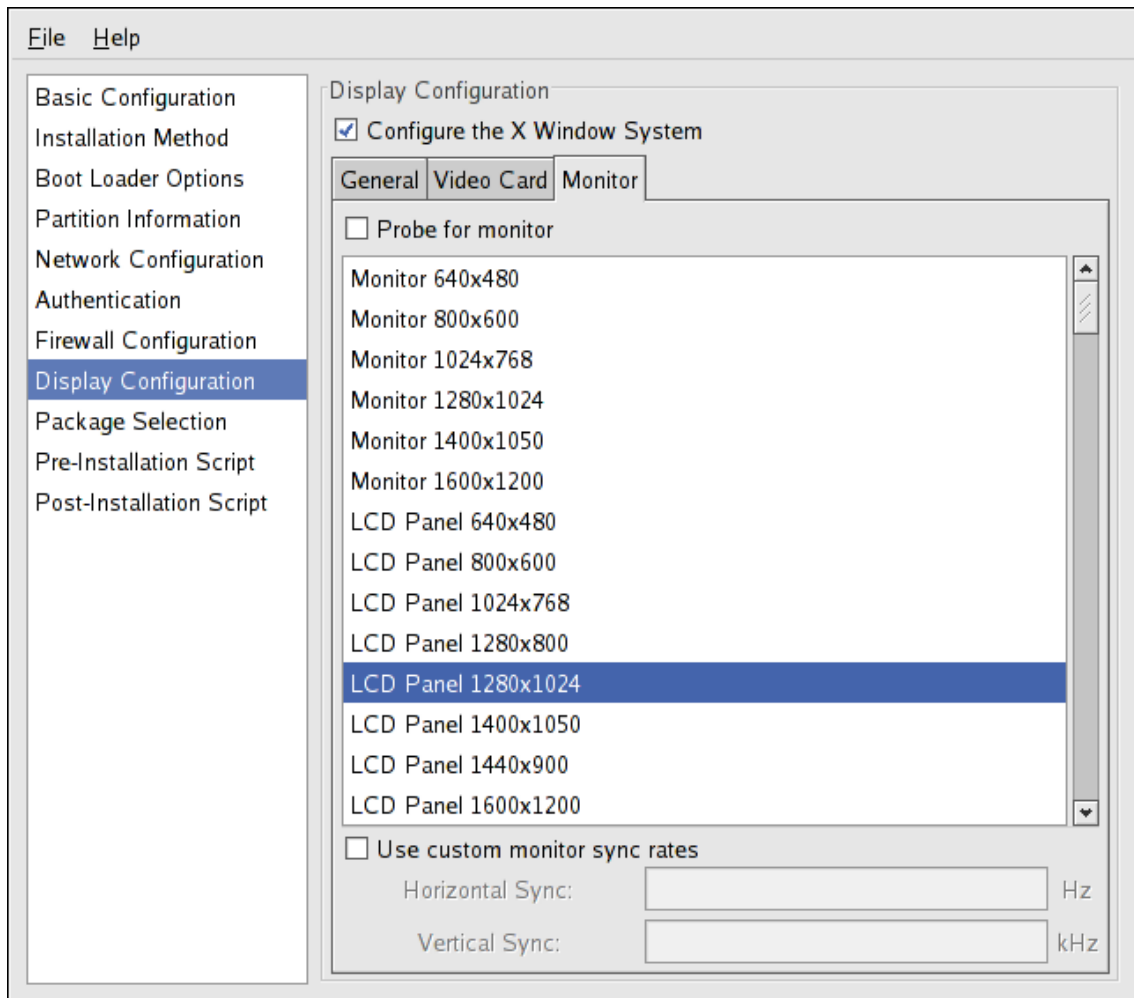 File Help
Basic Configuration
Installation Method
Boot Loader Options
Partition Information
Network Configuration
Authentication
Firewall Configuration
Display Configuration
Package Selection
Pre-Installation Script
Post-Installation Script
Display Configuration
Configure the X Window System
General Video Card Monitor
Probe for monitor
Monitor 640x480
Monitor 800x600
Monitor 1024x768
Monitor 1280x1024
Monitor 1400x1050
Monitor 1600x1200
LCD Panel 640x480
LCD Panel 800x600
LCD Panel 1024x768
LCD Panel 1280x800
LCD Panel 1280x1024
LCD Panel 1400x1050
LCD Panel 1440x900
LCD Panel 1600x1200
Use custom monitor sync rates
Horizontal Sync: Hz
Vertical Sync: kHz